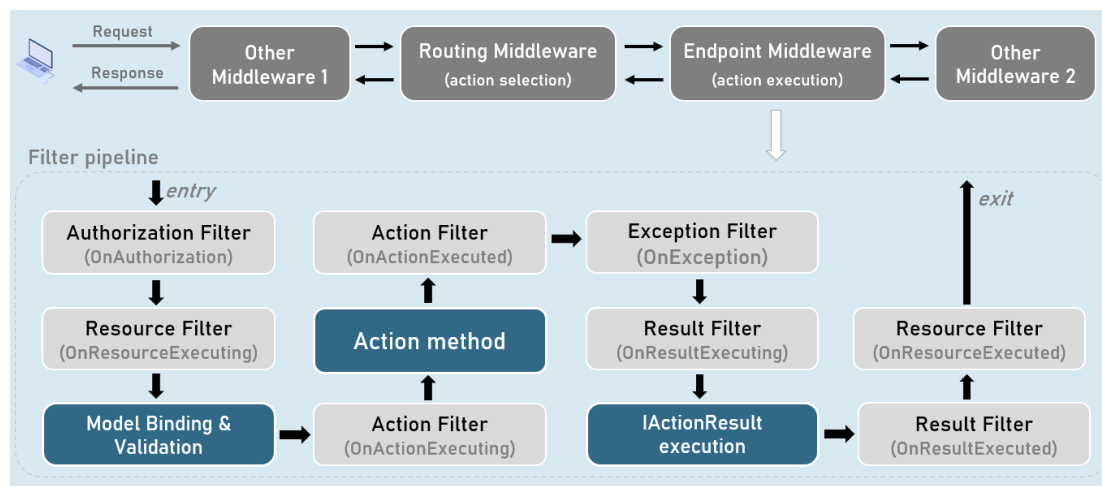 Request
Response
Other
Middleware 1
Routing Middleware
(action selection)
Endpoint Middleware
(action execution)
Other
Middleware 2
Filter pipeline
entry
Authorization Filter
(OnAuthorization)
Resource Filter
(OnResourceExecuting)
Model Binding &
Validation
Action Filter
(OnActionExecuting)
Action method
Action Filter
(OnActionExecuted)
Exception Filter
(OnException)
Result Filter
(OnResultExecuting)
IActionResult
execution
Result Filter
(OnResultExecuted)
Resource Filter
(OnResourceExecuted)
exit